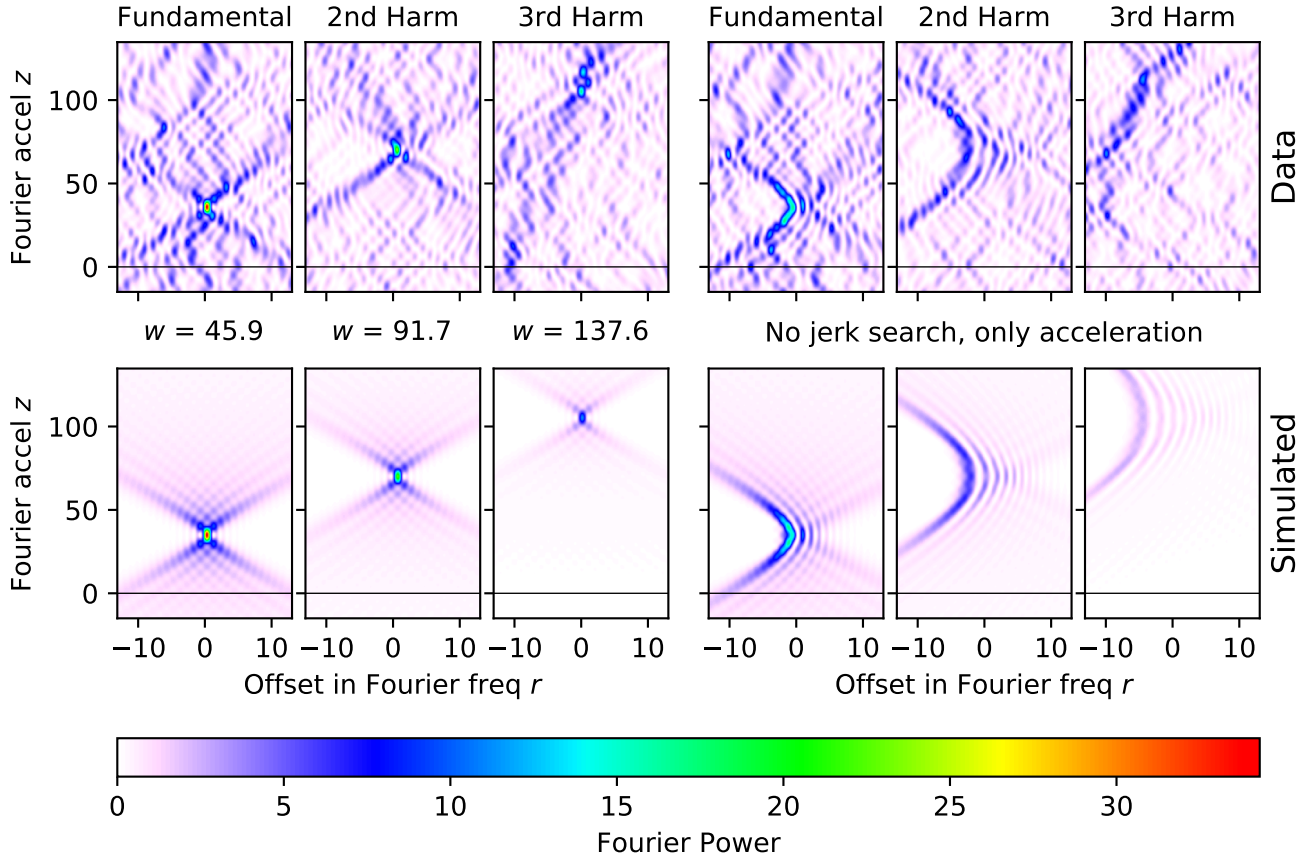 Fundamental 2nd Harm 3rd Harm Fundamental 2nd Harm 3rd Harm
Fourier accel z
100
50
0
Data
w = 45.9 w = 91.7 w = 137.6 No jerk search, only acceleration
Fourier accel z
100
50
0
Simulated
−10 0 10 −10 0 10 −10 0 10 −10 0 10 −10 0 10 −10 0 10
Offset in Fourier freq r Offset in Fourier freq r
0 5 10 15 20 25 30
Fourier Power